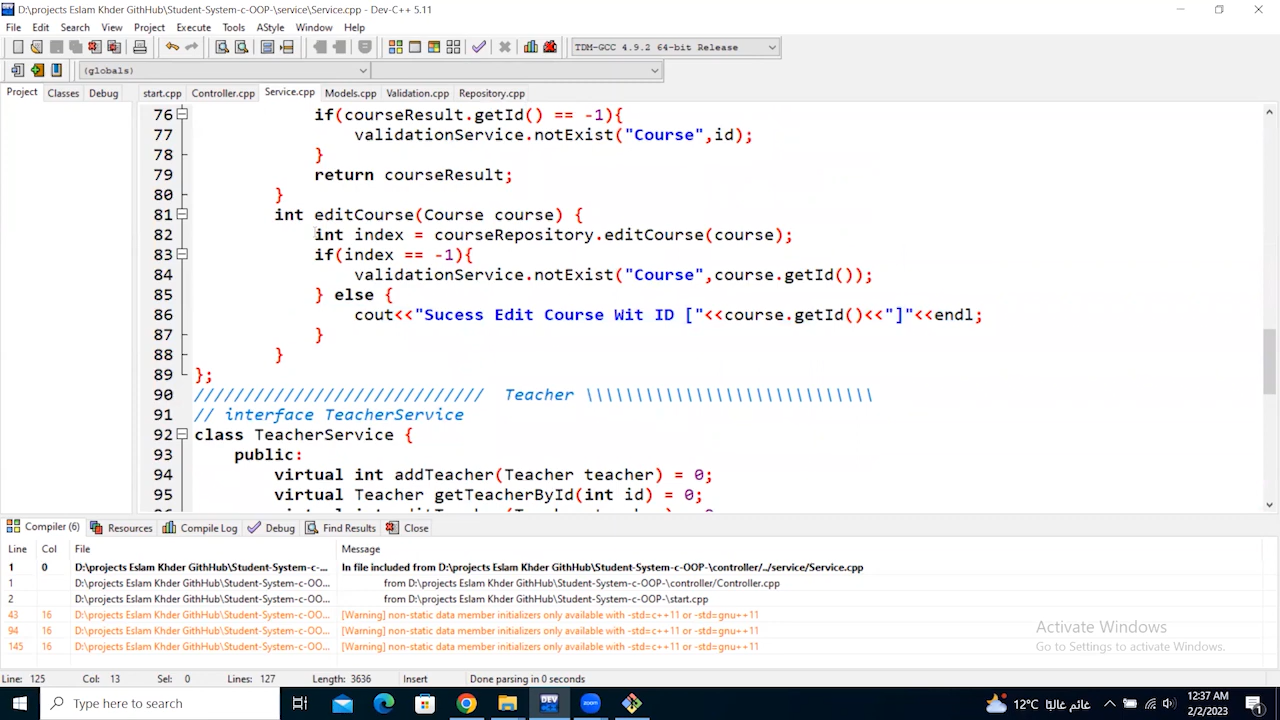 D:\projects Eslam Khder GithHub\Student-System-c-OOP-\service\Service.cpp - Dev-C++ 5.11
File Edit Search View Project Execute Tools AStyle Window Help
TDM-GCC 4.9.2 64-bit Release
(globals)
Project Classes Debug start.cpp Controller.cpp Service.cpp Models.cpp Validation.cpp Repository.cpp
76 if(courseResult.getId() == -1){
77 validationService.notExist("Course",id);
78 }
79 return courseResult;
80 }
81 int editCourse(Course course) {
82 int index = courseRepository.editCourse(course);
83 if(index == -1){
84 validationService.notExist("Course",course.getId());
85 } else {
86 cout<<"Sucess Edit Course Wit ID ["<<course.getId()<<"]"<<endl;
87 }
88 }
89 };
90 ///////////////////////////// Teacher \\\\\\\\\\\\\\\\\\\\\\\\\\\\\
91 // interface TeacherService
92 class TeacherService {
93 public:
94 virtual int addTeacher(Teacher teacher) = 0;
95 virtual Teacher getTeacherById(int id) = 0;
Compiler (6) Resources Compile Log Debug Find Results Close
Line Col File Message
1 0 D:\projects Eslam Khder GithHub\Student-System-c-... In file included from D:\projects Eslam Khder GithHub\Student-System-c-OOP-\controller/../service/Service.cpp
1 D:\projects Eslam Khder GithHub\Student-System-c-OO... from D:\projects Eslam Khder GithHub\Student-System-c-OOP-\controller/Controller.cpp
2 D:\projects Eslam Khder GithHub\Student-System-c-OO... from D:\projects Eslam Khder GithHub\Student-System-c-OOP-\start.cpp
43 16 D:\projects Eslam Khder GithHub\Student-System-c-OO... [Warning] non-static data member initializers only available with -std=c++11 or -std=gnu++11
94 16 D:\projects Eslam Khder GithHub\Student-System-c-OO... [Warning] non-static data member initializers only available with -std=c++11 or -std=gnu++11
145 16 D:\projects Eslam Khder GithHub\Student-System-c-OO... [Warning] non-static data member initializers only available with -std=c++11 or -std=gnu++11
Activate Windows
Go to Settings to activate Windows.
Line: 125 Col: 13 Sel: 0 Lines: 127 Length: 3636 Insert Done parsing in 0 seconds
Type here to search
DEV
zoom
12°C غائم غالبا
12:37 AM
2/2/2023
1